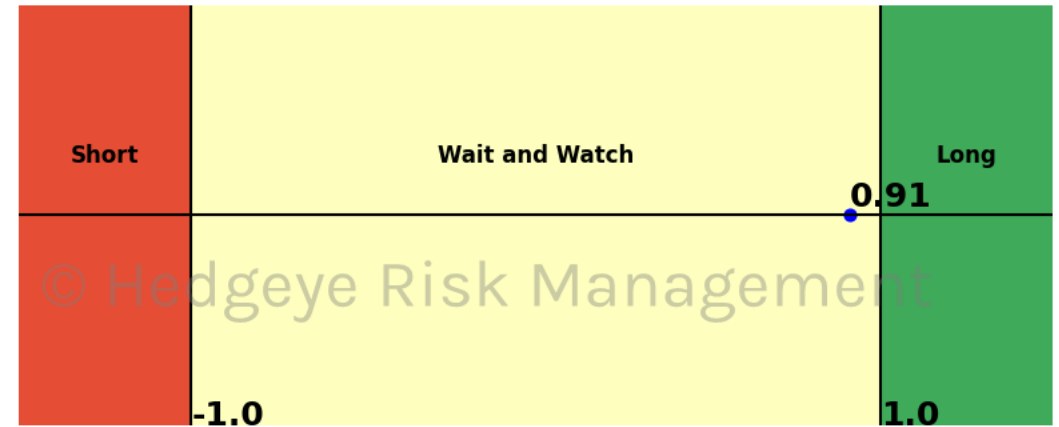 Short
Wait and Watch
Long
0.91
© Hedgeye Risk Management
-1.0
1.0